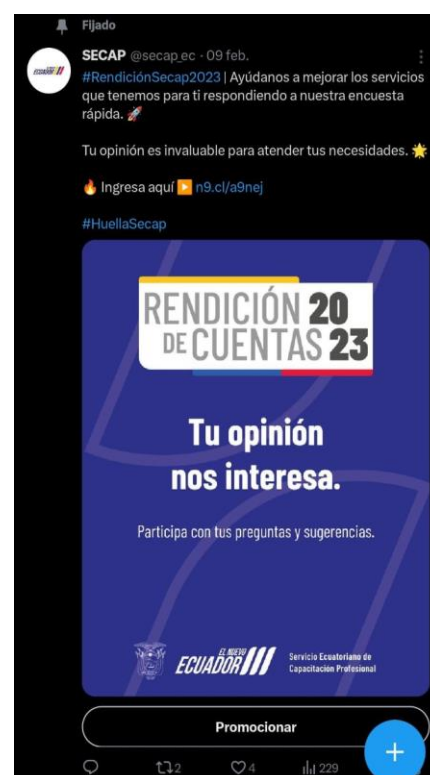 Fijado
SECAP @secap_ec · 09 feb.
#RendiciónSecap2023 | Ayúdanos a mejorar los servicios
que tenemos para ti respondiendo a nuestra encuesta
rápida. 🚀
Tu opinión es invaluable para atender tus necesidades. 🌟
🔥 Ingresa aquí ▶️ n9.cl/a9nej
#HuellaSecap
RENDICIÓN 20
DE CUENTAS 23
Tu opinión
nos interesa.
Participa con tus preguntas y sugerencias.
EL NUEVO
ECUADOR
Servicio Ecuatoriano de
Capacitación Profesional
Promocionar
2 4 229